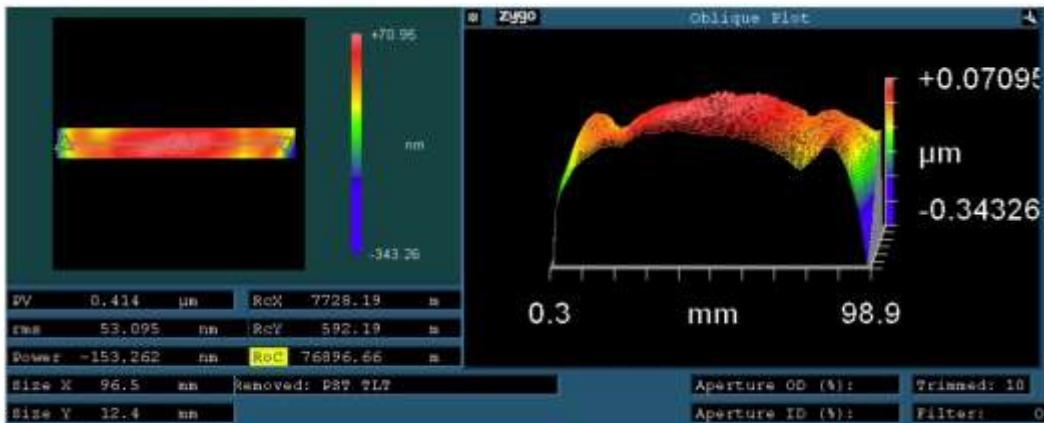 zygo Oblique Plot
+70.95
nm
-343.26
+0.07095
µm
-0.34326
0.3 mm 98.9
PV 0.414 µm RcX 7728.19 m
rms 53.095 nm RcY 592.19 m
Power -153.262 nm RoC 76896.66 m
Size X 96.5 mm Removed: PST TLT Aperture OD (%): Trimmed: 10
Size Y 12.4 mm Aperture ID (%): Filter: O